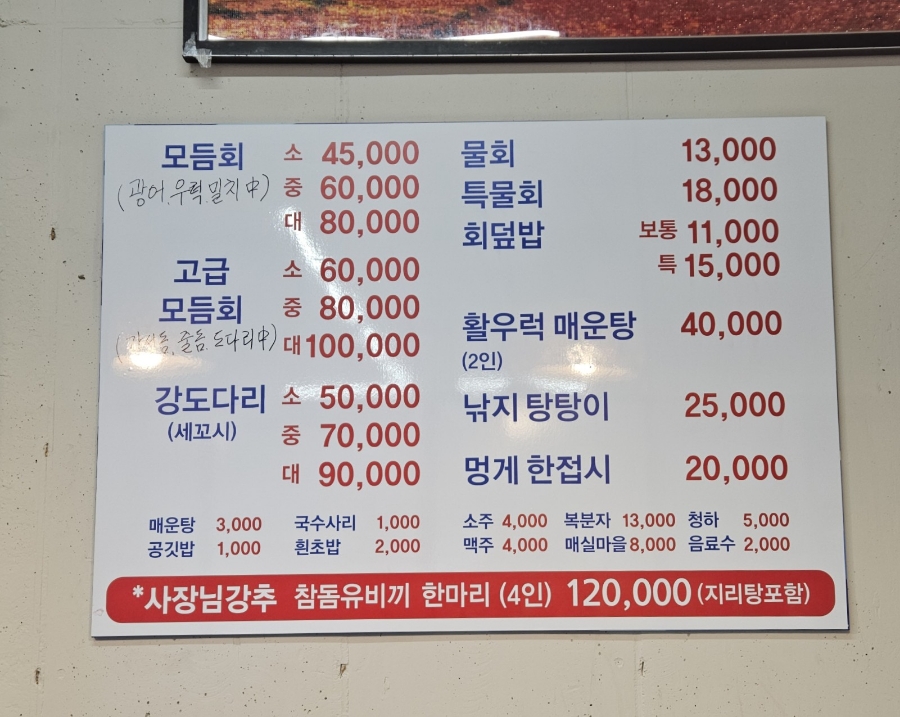 모듬회 소 45,000
(광어.우럭.밀치 中) 중 60,000
대 80,000
고급 소 60,000
모듬회 중 80,000
줄돔.도다리中) 대 100,000
강도다리 소 50,000
(세꼬시) 중 70,000
대 90,000
매운탕 3,000 국수사리 1,000
공깃밥 1,000 흰초밥 2,000
물회 13,000
특물회 18,000
회덮밥 보통 11,000
특 15,000
활우럭 매운탕 40,000
(2인)
낚지 탕탕이 25,000
멍게 한접시 20,000
소주 4,000 복분자 13,000 청하 5,000
맥주 4,000 매실마을 8,000 음료수 2,000
*사장님강추 참돔유비끼 한마리 (4인) 120,000 (지리탕포함)